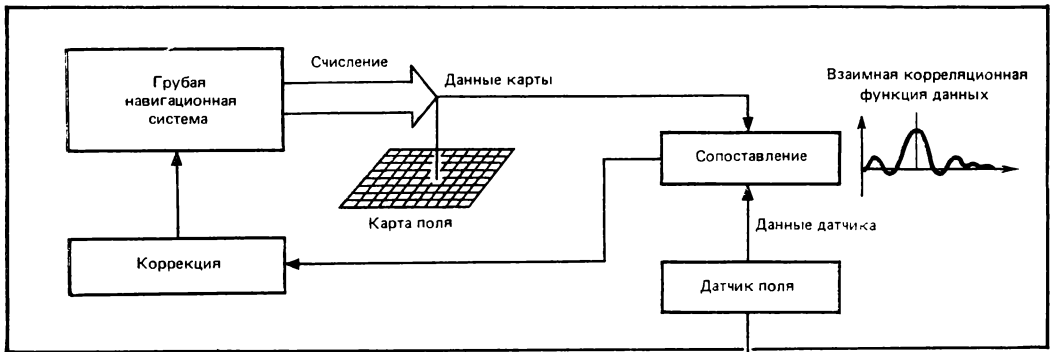 Грубая
навигационная
система
Счисление
Данные карты
Взаимная корреляционная
функция данных
Сопоставление
Карта поля
Данные датчика
Коррекция
Датчик поля